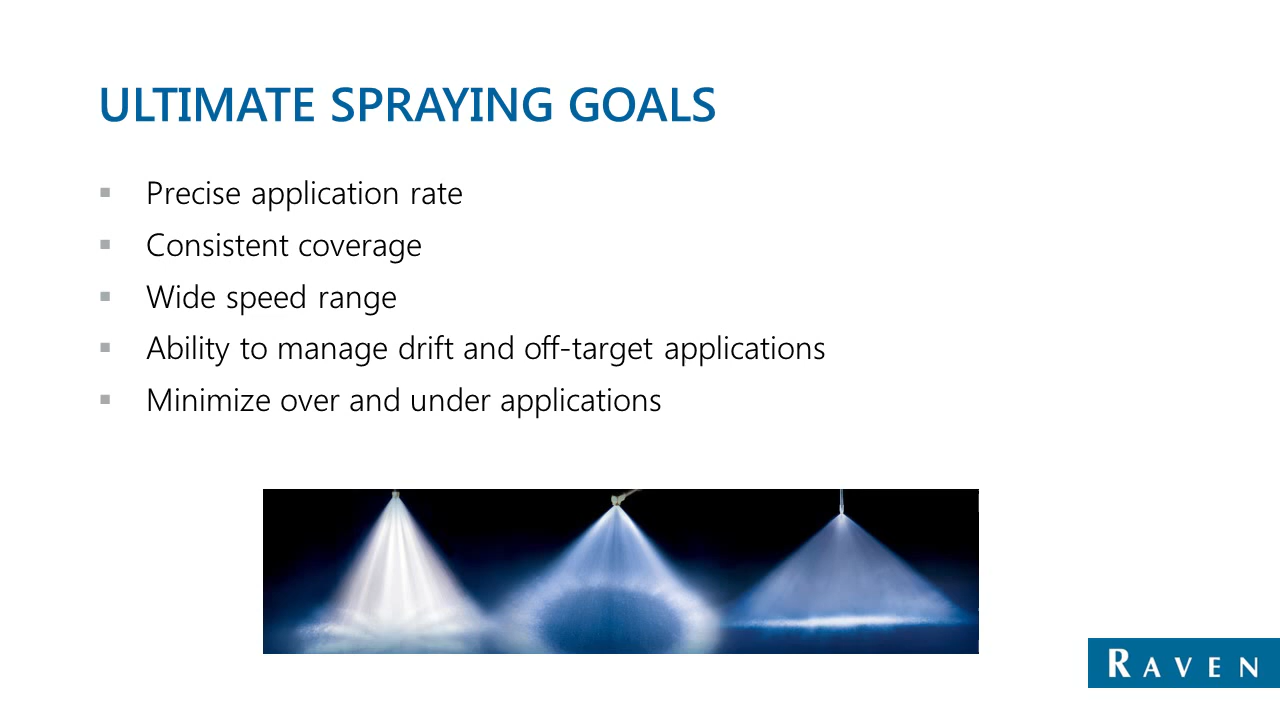 ULTIMATE SPRAYING GOALS
▪ Precise application rate
▪ Consistent coverage
▪ Wide speed range
▪ Ability to manage drift and off-target applications
▪ Minimize over and under applications
RAVEN